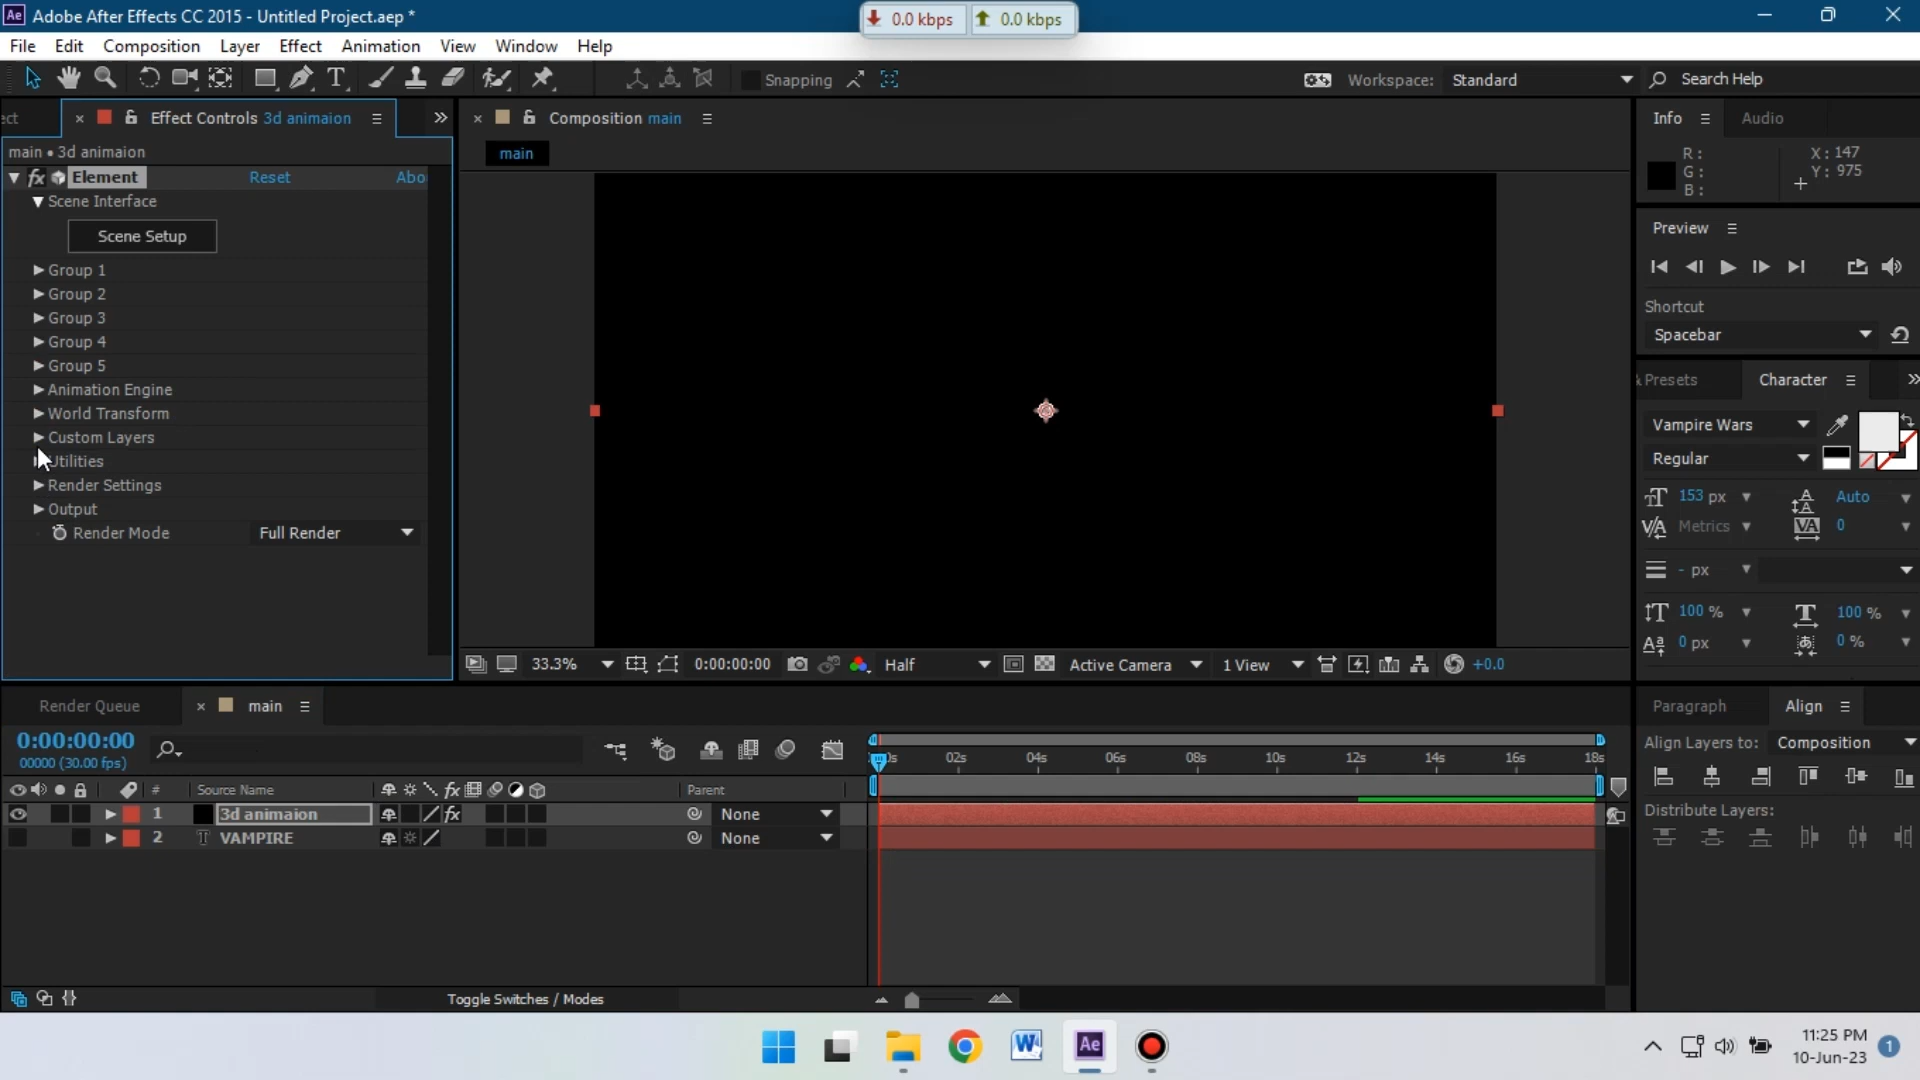 Ae Adobe After Effects CC 2015 - Untitled Project.aep *
0.0 kbps 0.0 kbps
File Edit Composition Layer Effect Animation View Window Help
Snapping Workspace: Standard Search Help
ect Effect Controls 3d animaion
Composition main
Info Audio
main • 3d animaion
main
R: X: 147
G: Y: 975
B:
fx Element Reset Abo
Scene Interface
Scene Setup
Preview
Group 1
Group 2
Group 3
Group 4
Group 5
Animation Engine
World Transform
Custom Layers
Utilities
Render Settings
Output
Render Mode Full Render
Shortcut
Spacebar
& Presets Character
Vampire Wars
Regular
153 px Auto
Metrics 0
- px
100 % 100 %
0 px 0 %
33.3% 0:00:00:00 Half Active Camera 1 View +0.0
Render Queue main
Paragraph Align
0:00:00:00
00000 (30.00 fps)
02s 04s 06s 08s 10s 12s 14s 16s 18s
Align Layers to: Composition
# Source Name fx Parent
1 3d animaion fx None
2 T VAMPIRE None
Distribute Layers:
Toggle Switches / Modes
W Ae
11:25 PM
10-Jun-23 1